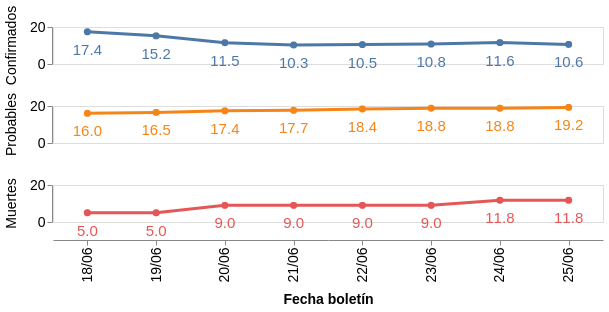 Confirmados
20
0
17.4 15.2 11.5 10.3 10.5 10.8 11.6 10.6
Probables
20
0
16.0 16.5 17.4 17.7 18.4 18.8 18.8 19.2
Muertes
20
0
5.0 5.0 9.0 9.0 9.0 9.0 11.8 11.8
18/06 19/06 20/06 21/06 22/06 23/06 24/06 25/06
Fecha boletín